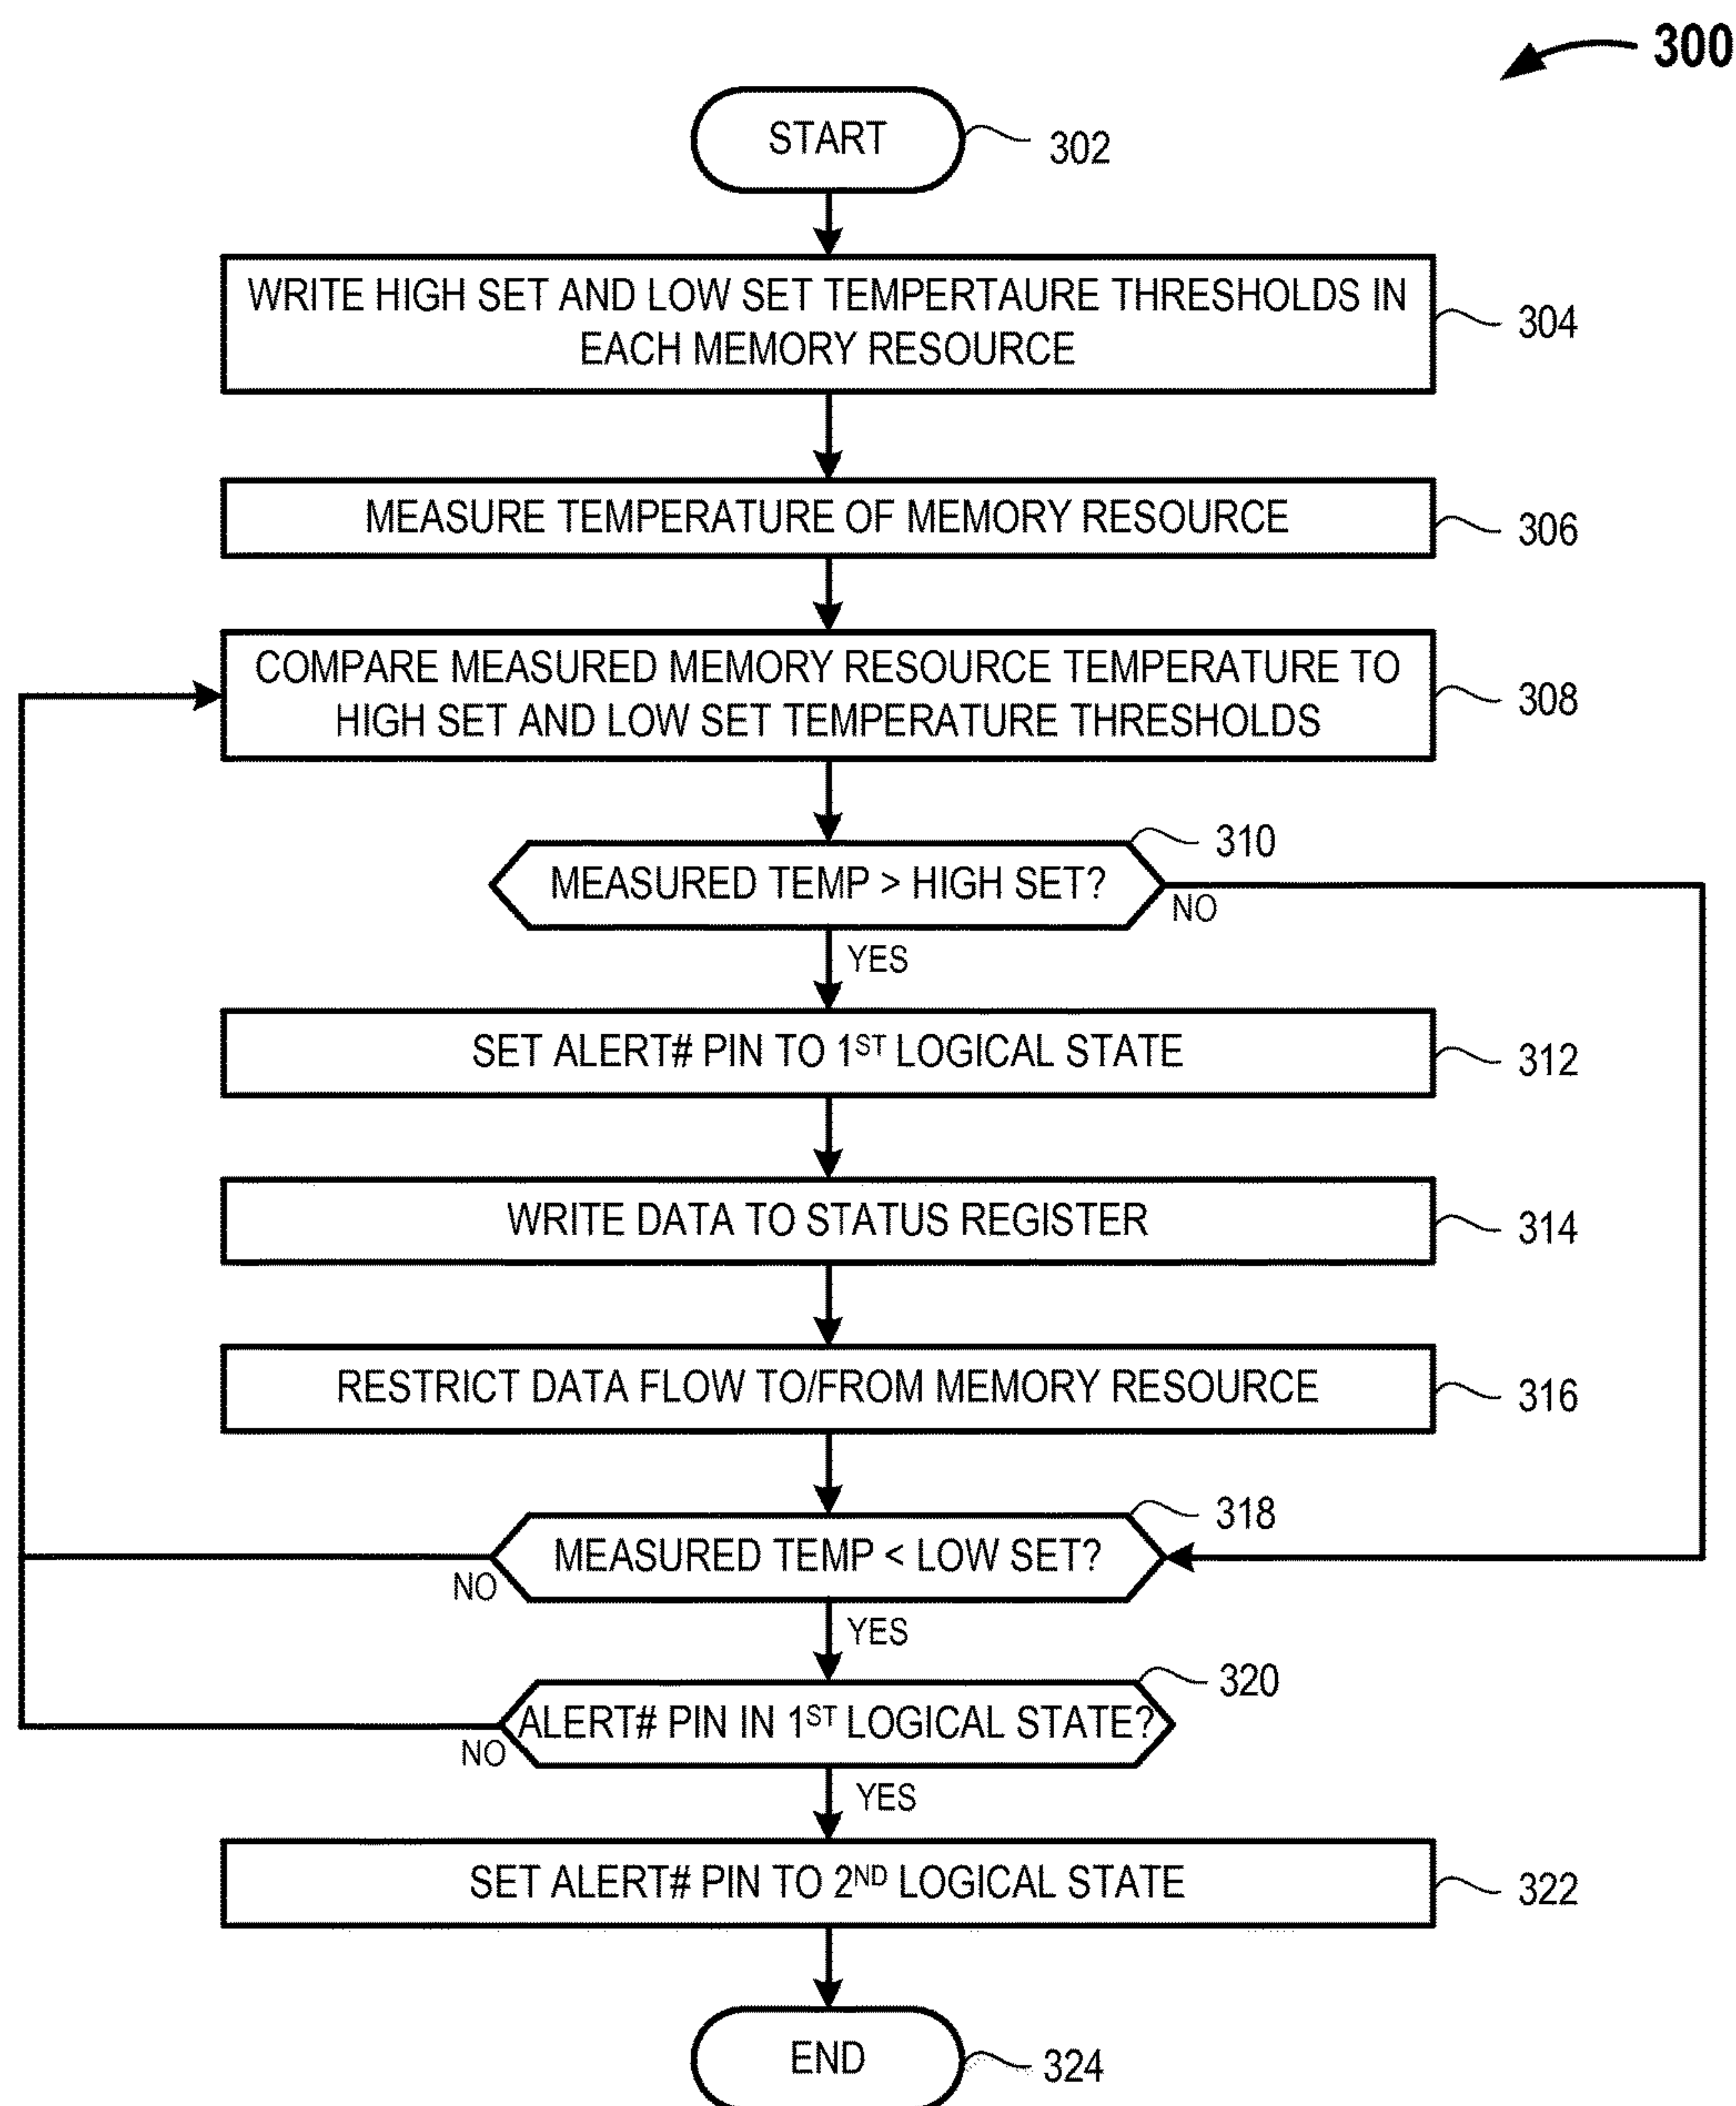 300
START
302
WRITE HIGH SET AND LOW SET TEMPERTAURE THRESHOLDS IN
EACH MEMORY RESOURCE
304
MEASURE TEMPERATURE OF MEMORY RESOURCE
306
COMPARE MEASURED MEMORY RESOURCE TEMPERATURE TO
HIGH SET AND LOW SET TEMPERATURE THRESHOLDS
308
310
MEASURED TEMP > HIGH SET?
NO
YES
SET ALERT# PIN TO 1ST LOGICAL STATE
312
WRITE DATA TO STATUS REGISTER
314
RESTRICT DATA FLOW TO/FROM MEMORY RESOURCE
316
318
MEASURED TEMP < LOW SET?
NO
YES
320
ALERT# PIN IN 1ST LOGICAL STATE?
NO
YES
SET ALERT# PIN TO 2ND LOGICAL STATE
322
END
324